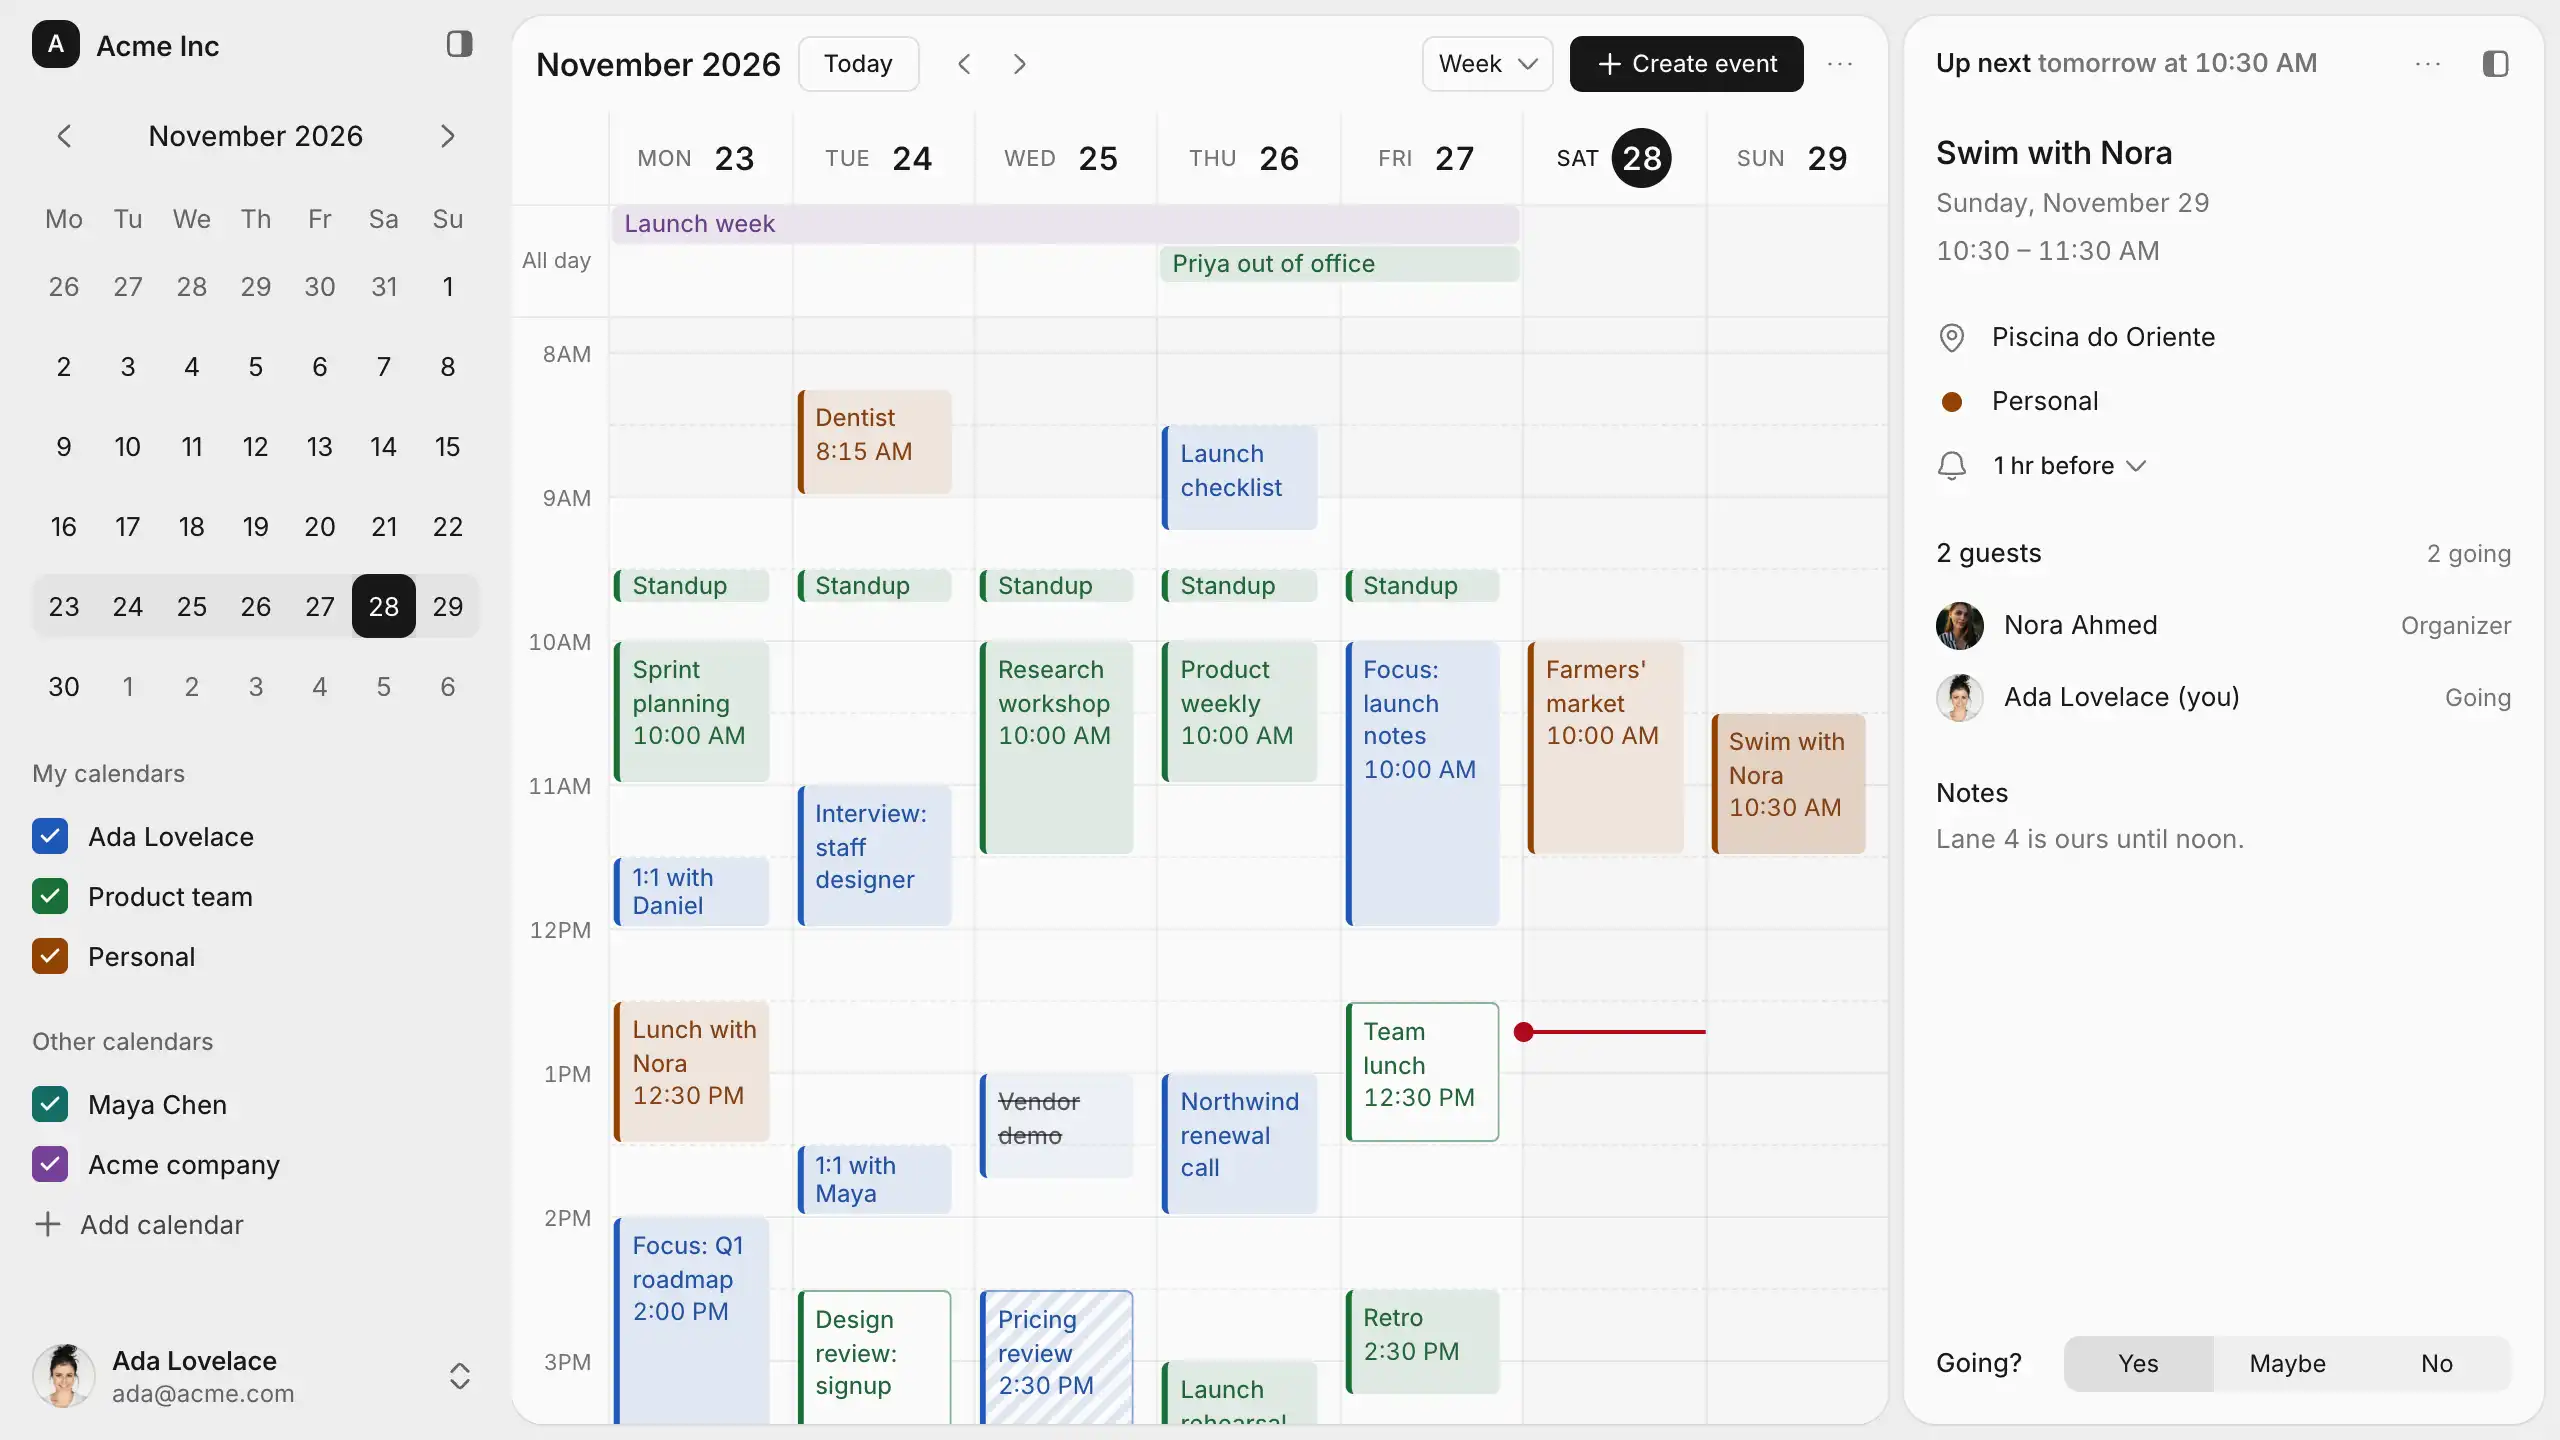 A Acme Inc
November 2026
Mo Tu We Th Fr Sa Su
26 27 28 29 30 31 1
2 3 4 5 6 7 8
9 10 11 12 13 14 15
16 17 18 19 20 21 22
23 24 25 26 27 28 29
30 1 2 3 4 5 6
My calendars
Ada Lovelace
Product team
Personal
Other calendars
Maya Chen
Acme company
Add calendar
Ada Lovelace
ada@acme.com
November 2026 Today Week Create event
MON 23 TUE 24 WED 25 THU 26 FRI 27 SAT 28 SUN 29
All day
Launch week
Priya out of office
8AM
9AM
10AM
11AM
12PM
1PM
2PM
3PM
Standup
Sprint
planning
10:00 AM
1:1 with
Daniel
Lunch with
Nora
12:30 PM
Focus: Q1
roadmap
2:00 PM
Dentist
8:15 AM
Standup
Interview:
staff
designer
1:1 with
Maya
Design
review:
signup
Standup
Research
workshop
10:00 AM
Vendor
demo
Pricing
review
2:30 PM
Launch
checklist
Standup
Product
weekly
10:00 AM
Northwind
renewal
call
Launch
rehearsal
Standup
Focus:
launch
notes
10:00 AM
Team
lunch
12:30 PM
Retro
2:30 PM
Farmers'
market
10:00 AM
Swim with
Nora
10:30 AM
Up next tomorrow at 10:30 AM
Swim with Nora
Sunday, November 29
10:30 – 11:30 AM
Piscina do Oriente
Personal
1 hr before
2 guests 2 going
Nora Ahmed Organizer
Ada Lovelace (you) Going
Notes
Lane 4 is ours until noon.
Going? Yes Maybe No